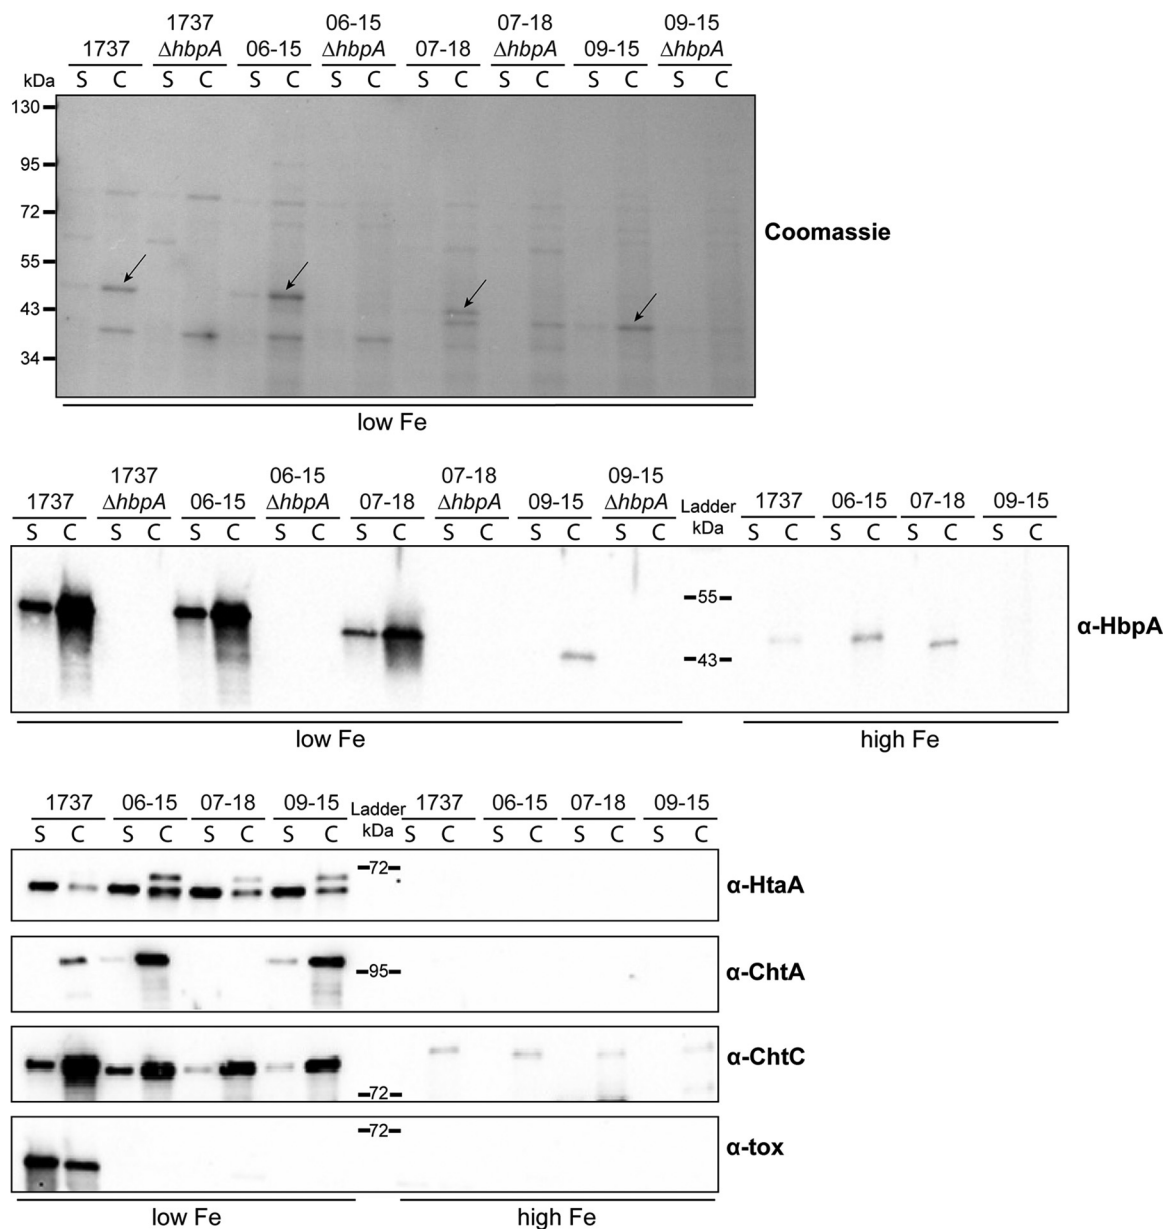 1737 06-15 07-18 09-15
1737 ΔhbpA 06-15 ΔhbpA 07-18 ΔhbpA 09-15 ΔhbpA
kDa S C S C S C S C S C S C S C S C
130
95
72
55
43
34
Coomassie
low Fe
1737 1737 ΔhbpA 06-15 06-15 ΔhbpA 07-18 07-18 ΔhbpA 09-15 09-15 ΔhbpA Ladder kDa 1737 06-15 07-18 09-15
S C S C S C S C S C S C S C S C S C S C S C S C
55
43
α-HbpA
low Fe high Fe
1737 06-15 07-18 09-15 Ladder kDa 1737 06-15 07-18 09-15
S C S C S C S C S C S C S C S C
72
α-HtaA
95
α-ChtA
72
α-ChtC
72
α-tox
low Fe high Fe